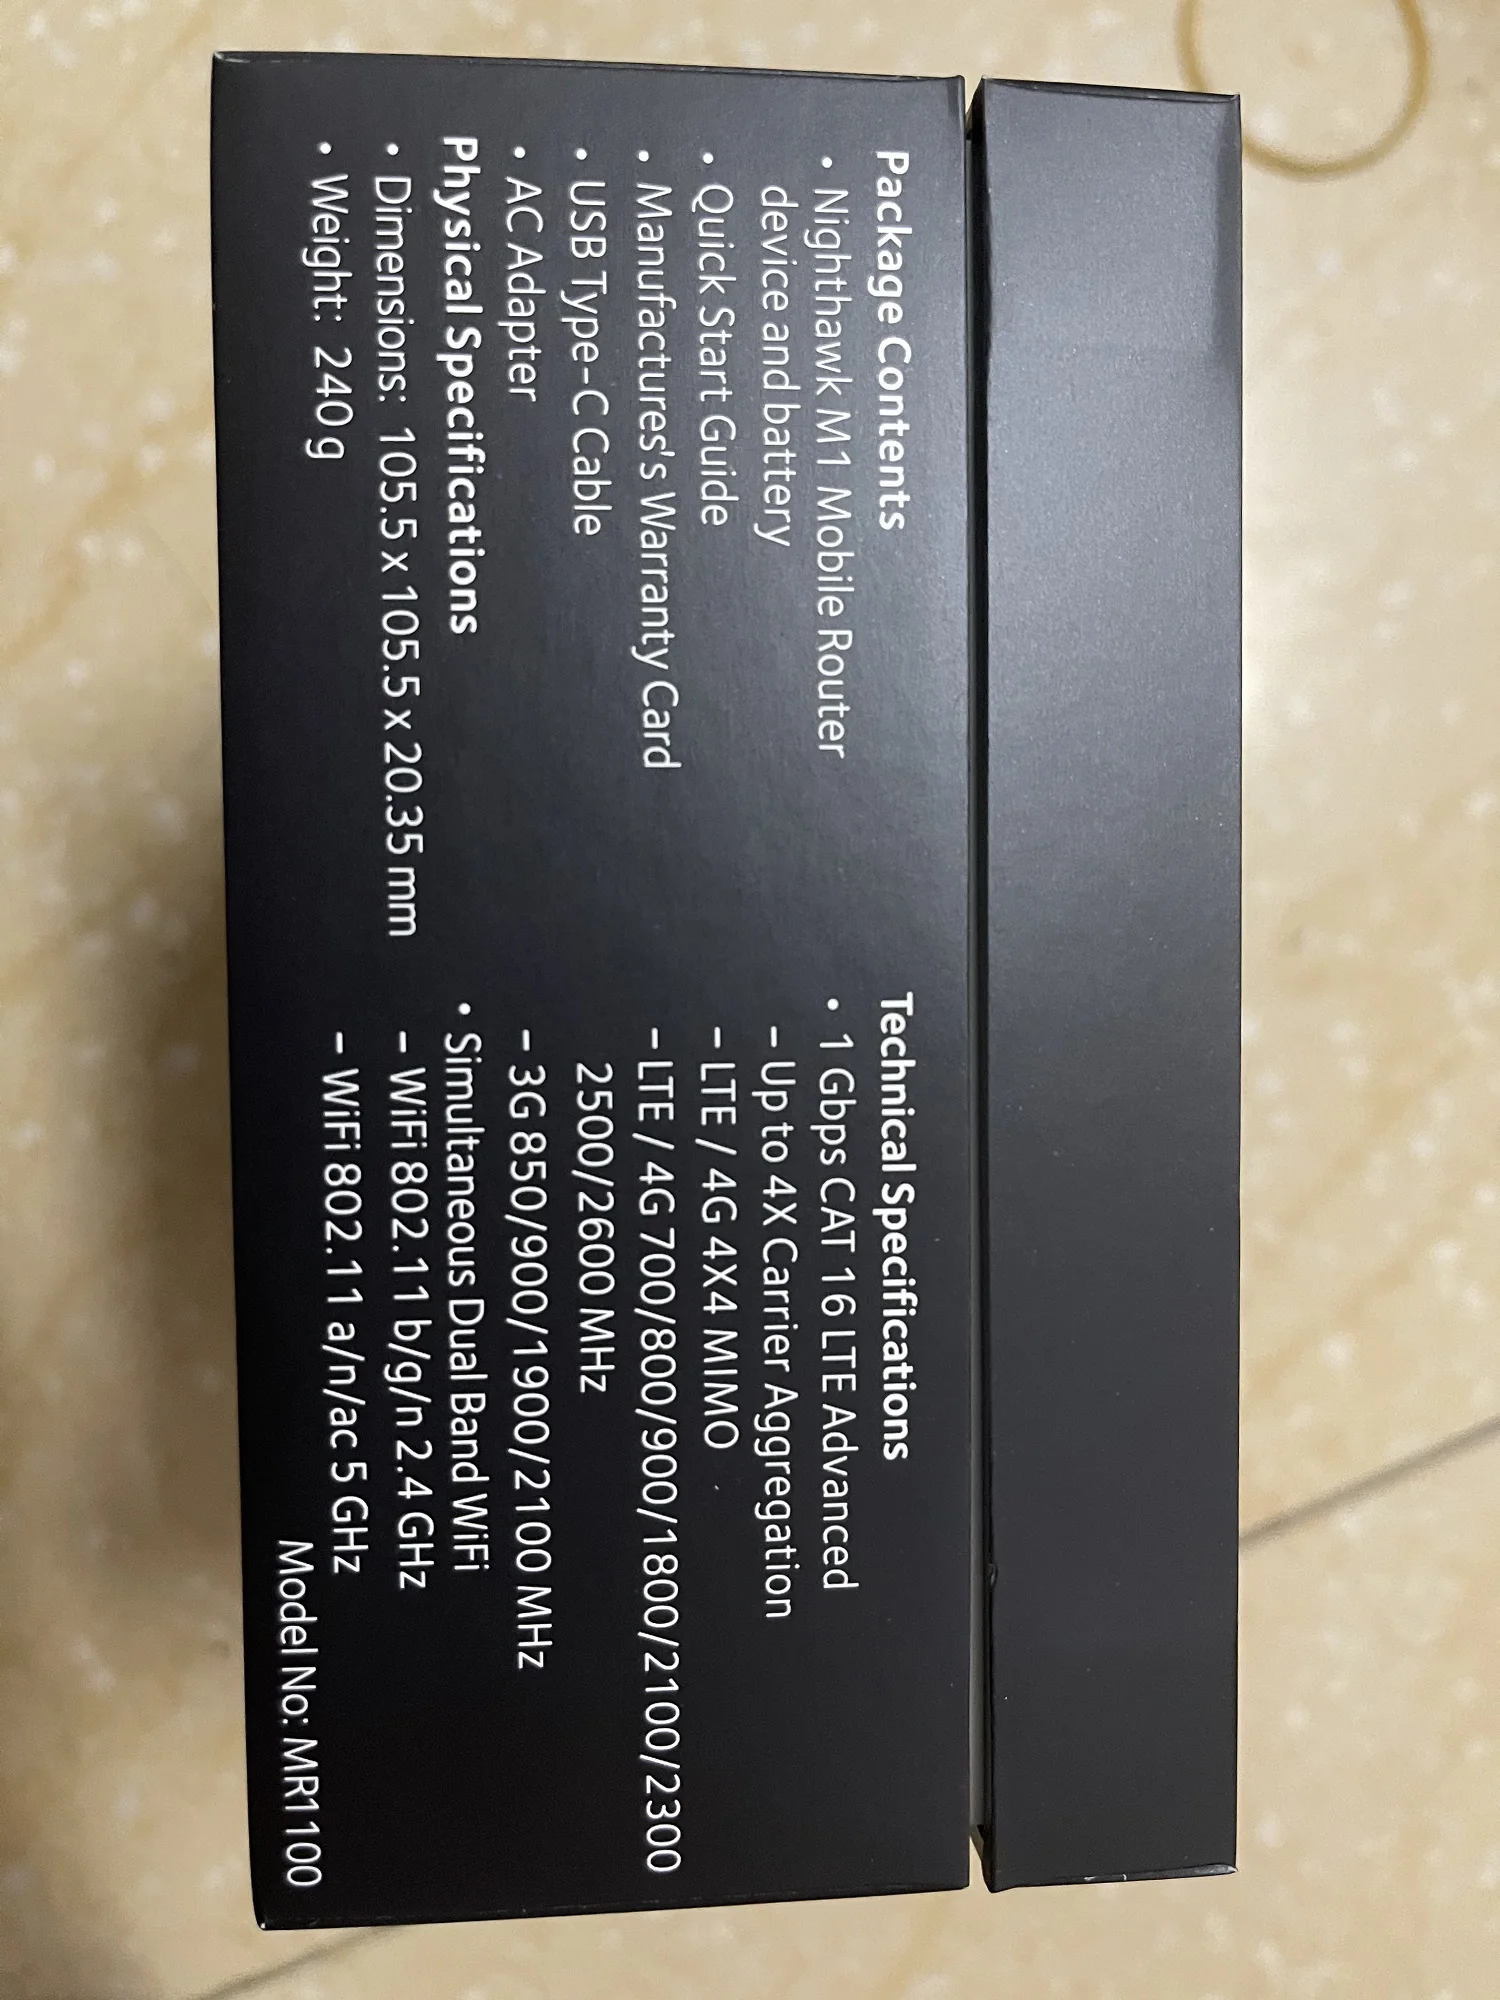 Package Contents
• Nighthawk M1 Mobile Router
device and battery
• Quick Start Guide
• Manufactures's Warranty Card
• USB Type-C Cable
• AC Adapter
Physical Specifications
• Dimensions: 105.5 x 105.5 x 20.35 mm
• Weight: 240 g
Technical Specifications
• 1 Gbps CAT 16 LTE Advanced
– Up to 4X Carrier Aggregation
– LTE / 4G 4X4 MIMO
– LTE / 4G 700/800/900/1800/2100/2300
2500/2600 MHz
– 3G 850/900/1900/2100 MHz
• Simultaneous Dual Band WiFi
– WiFi 802.11 b/g/n 2.4 GHz
– WiFi 802.11 a/n/ac 5 GHz
Model No: MR1100